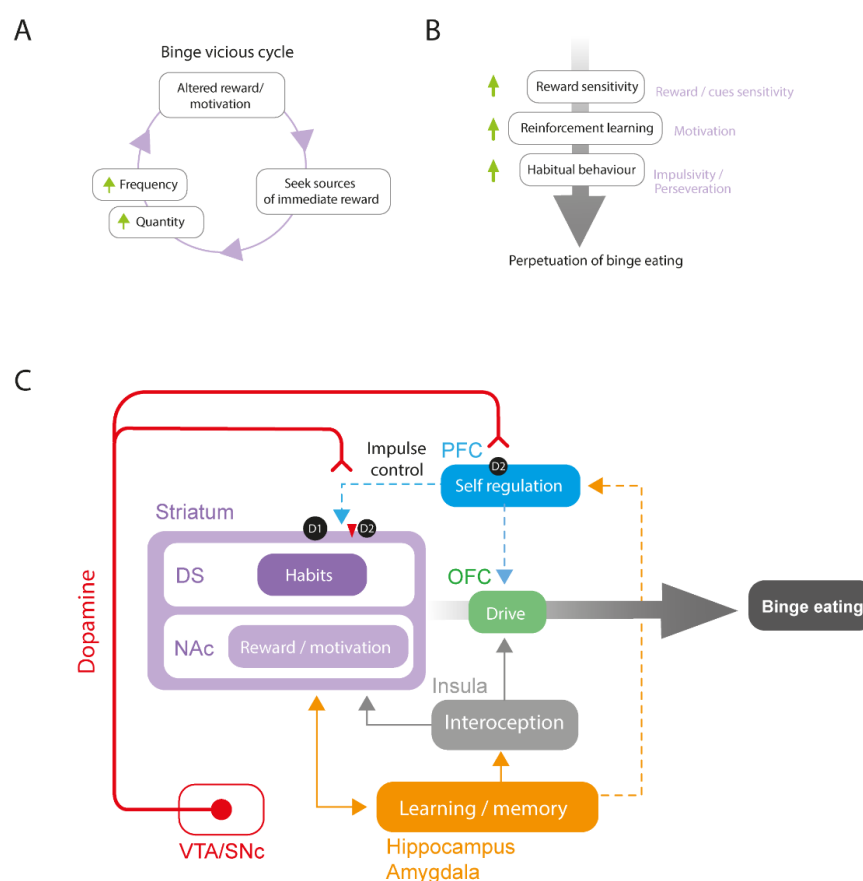 A
Binge vicious cycle
Altered reward/
motivation
Frequency
Quantity
Seek sources
of immediate reward
B
Reward sensitivity
Reward / cues sensitivity
Reinforcement learning
Motivation
Habitual behaviour
Impulsivity /
Perseveration
Perpetuation of binge eating
C
Impulse
control
PFC
D2
Self regulation
Striatum
D1
D2
DS
Habits
OFC
Drive
Binge eating
NAc
Reward / motivation
Dopamine
Insula
Interoception
Learning / memory
Hippocampus
Amygdala
VTA/SNc